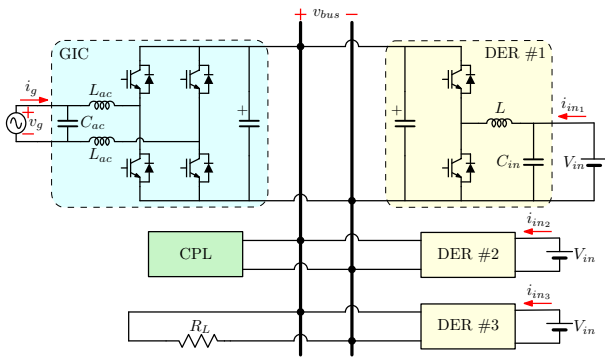 + v_bus −
GIC
DER #1
i_g
L_ac
+
v_g
−
C_ac
L_ac
+
+
L
i_in1
C_in
V_in
CPL
DER #2
i_in2
V_in
R_L
DER #3
i_in3
V_in